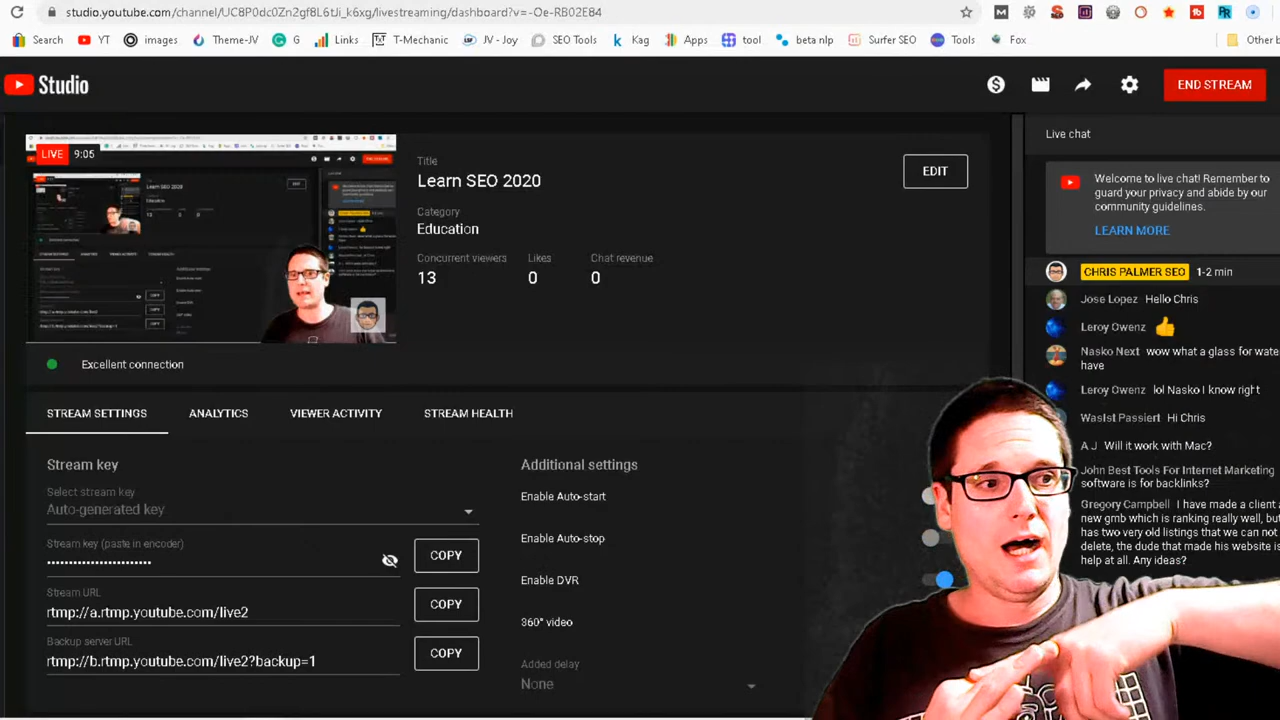 studio.youtube.com/channel/UC8P0dc0Zn2gf8L6tJi_k6xg/livestreaming/dashboard?v=-Oe-RB02E84
Search YT images Theme-JV G Links T-Mechanic JV - Joy SEO Tools Kag Apps tool beta nlp Surfer SEO Tools Fox Other
Studio
END STREAM
LIVE 9:05
Learn SEO 2020
Title
Learn SEO 2020
EDIT
Category
Education
Concurrent viewers Likes Chat revenue
13 0 0
Excellent connection
STREAM SETTINGS ANALYTICS VIEWER ACTIVITY STREAM HEALTH
Stream key
Select stream key
Auto-generated key
Stream key (paste in encoder)
COPY
Stream URL
rtmp://a.rtmp.youtube.com/live2
COPY
Backup server URL
rtmp://b.rtmp.youtube.com/live2?backup=1
COPY
Additional settings
Enable Auto-start
Enable Auto-stop
Enable DVR
360° video
Added delay
None
Live chat
Welcome to live chat! Remember to
guard your privacy and abide by our
community guidelines.
LEARN MORE
CHRIS PALMER SEO 1-2 min
Jose Lopez Hello Chris
Leroy Owenz
Nasko Next wow what a glass for wate
have
Leroy Owenz lol Nasko I know right
WasIst Passiert Hi Chris
A J Will it work with Mac?
John Best Tools For Internet Marketing
software is for backlinks?
Gregory Campbell I have made a client a
new gmb which is ranking really well, but
has two very old listings that we can not
delete, the dude that made his website is
help at all. Any ideas?